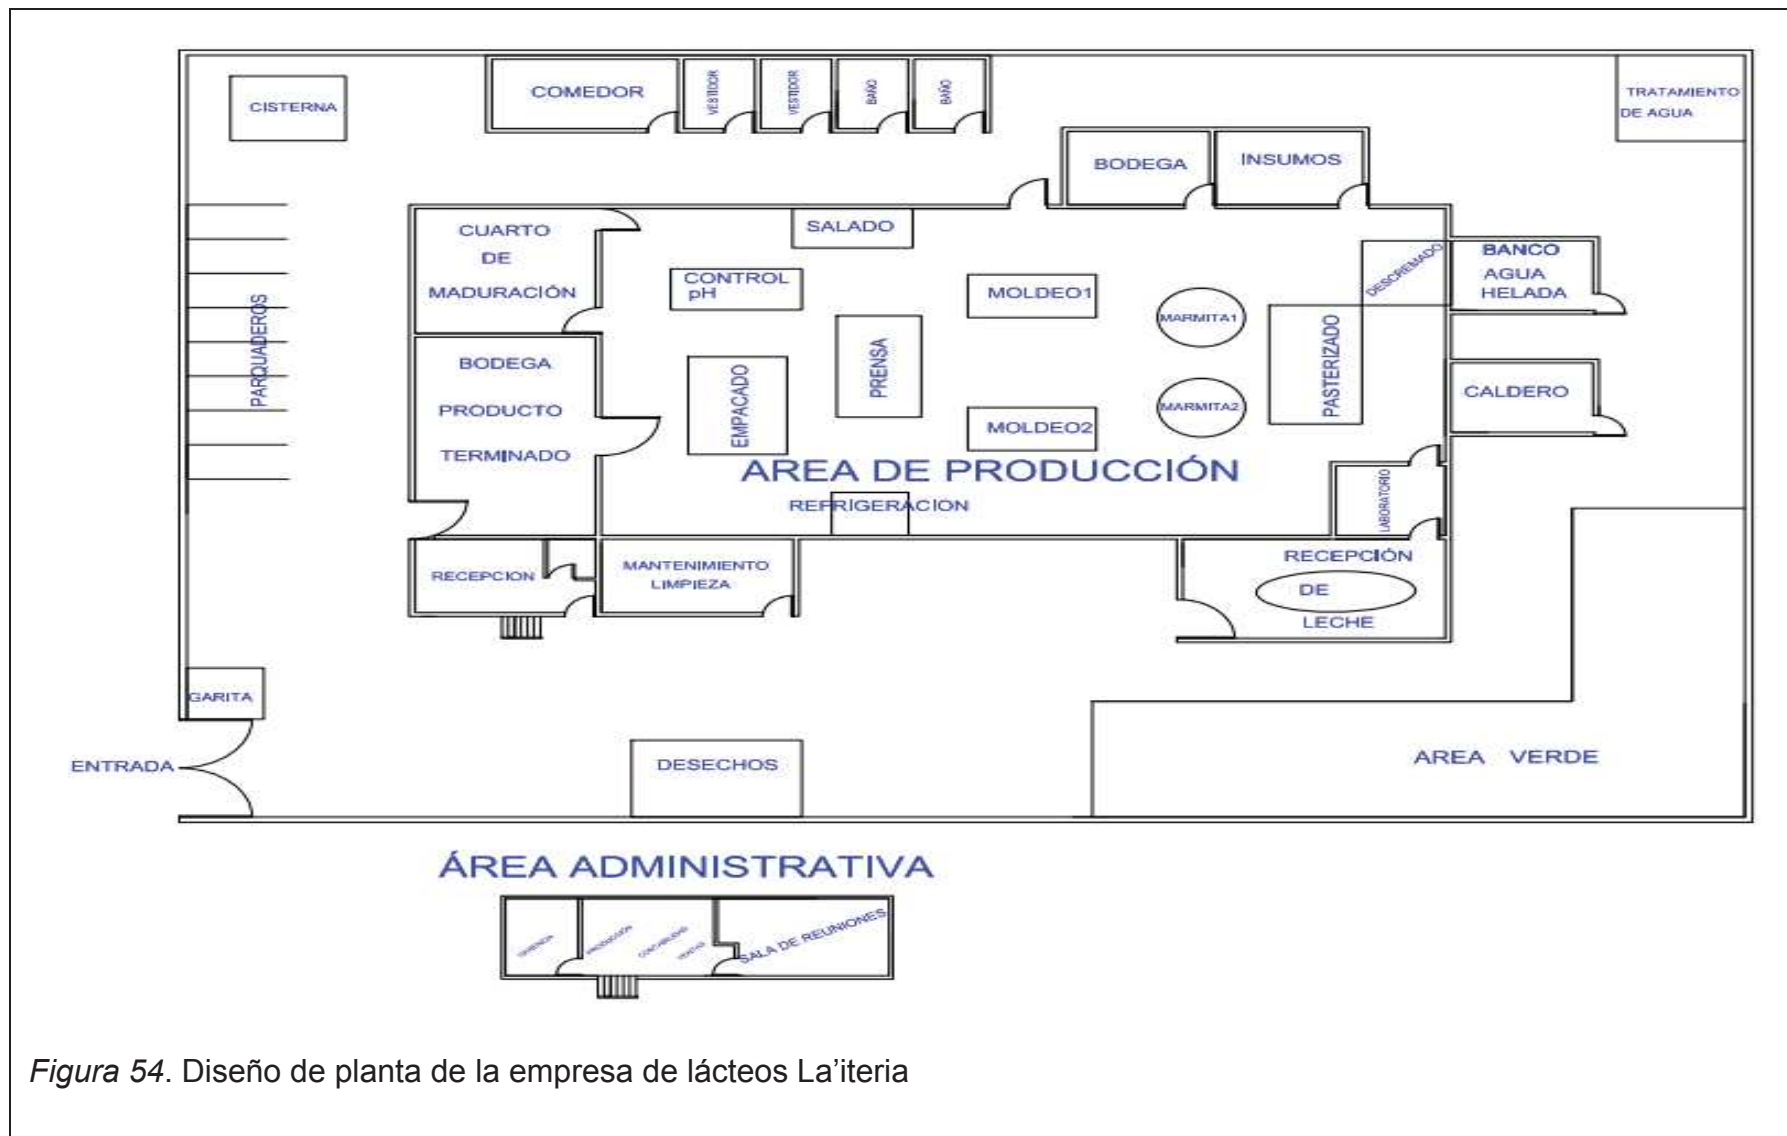 CISTERNA
COMEDOR
VESTIDOR
VESTIDOR
BAÑO
BAÑO
TRATAMIENTO
DE AGUA
BODEGA
INSUMOS
CUARTO
DE
MADURACIÓN
SALADO
CONTROL
pH
MOLDEO1
MARMITA1
DESCREMADO
BANCO
AGUA
HELADA
PARQUADEROS
BODEGA
PRODUCTO
TERMINADO
EMPACADO
PRENSA
MOLDEO2
MARMITA2
PASTERIZADO
CALDERO
AREA DE PRODUCCIÓN
REFRIGERACION
LABORATORIO
RECEPCION
MANTENIMIENTO
LIMPIEZA
RECEPCIÓN
DE
LECHE
GARITA
ENTRADA
DESECHOS
AREA VERDE
ÁREA ADMINISTRATIVA
GERENCIA
PRODUCCIÓN
CONTABILIDAD
VENTAS
SALA DE REUNIONES
Figura 54. Diseño de planta de la empresa de lácteos La’iteria